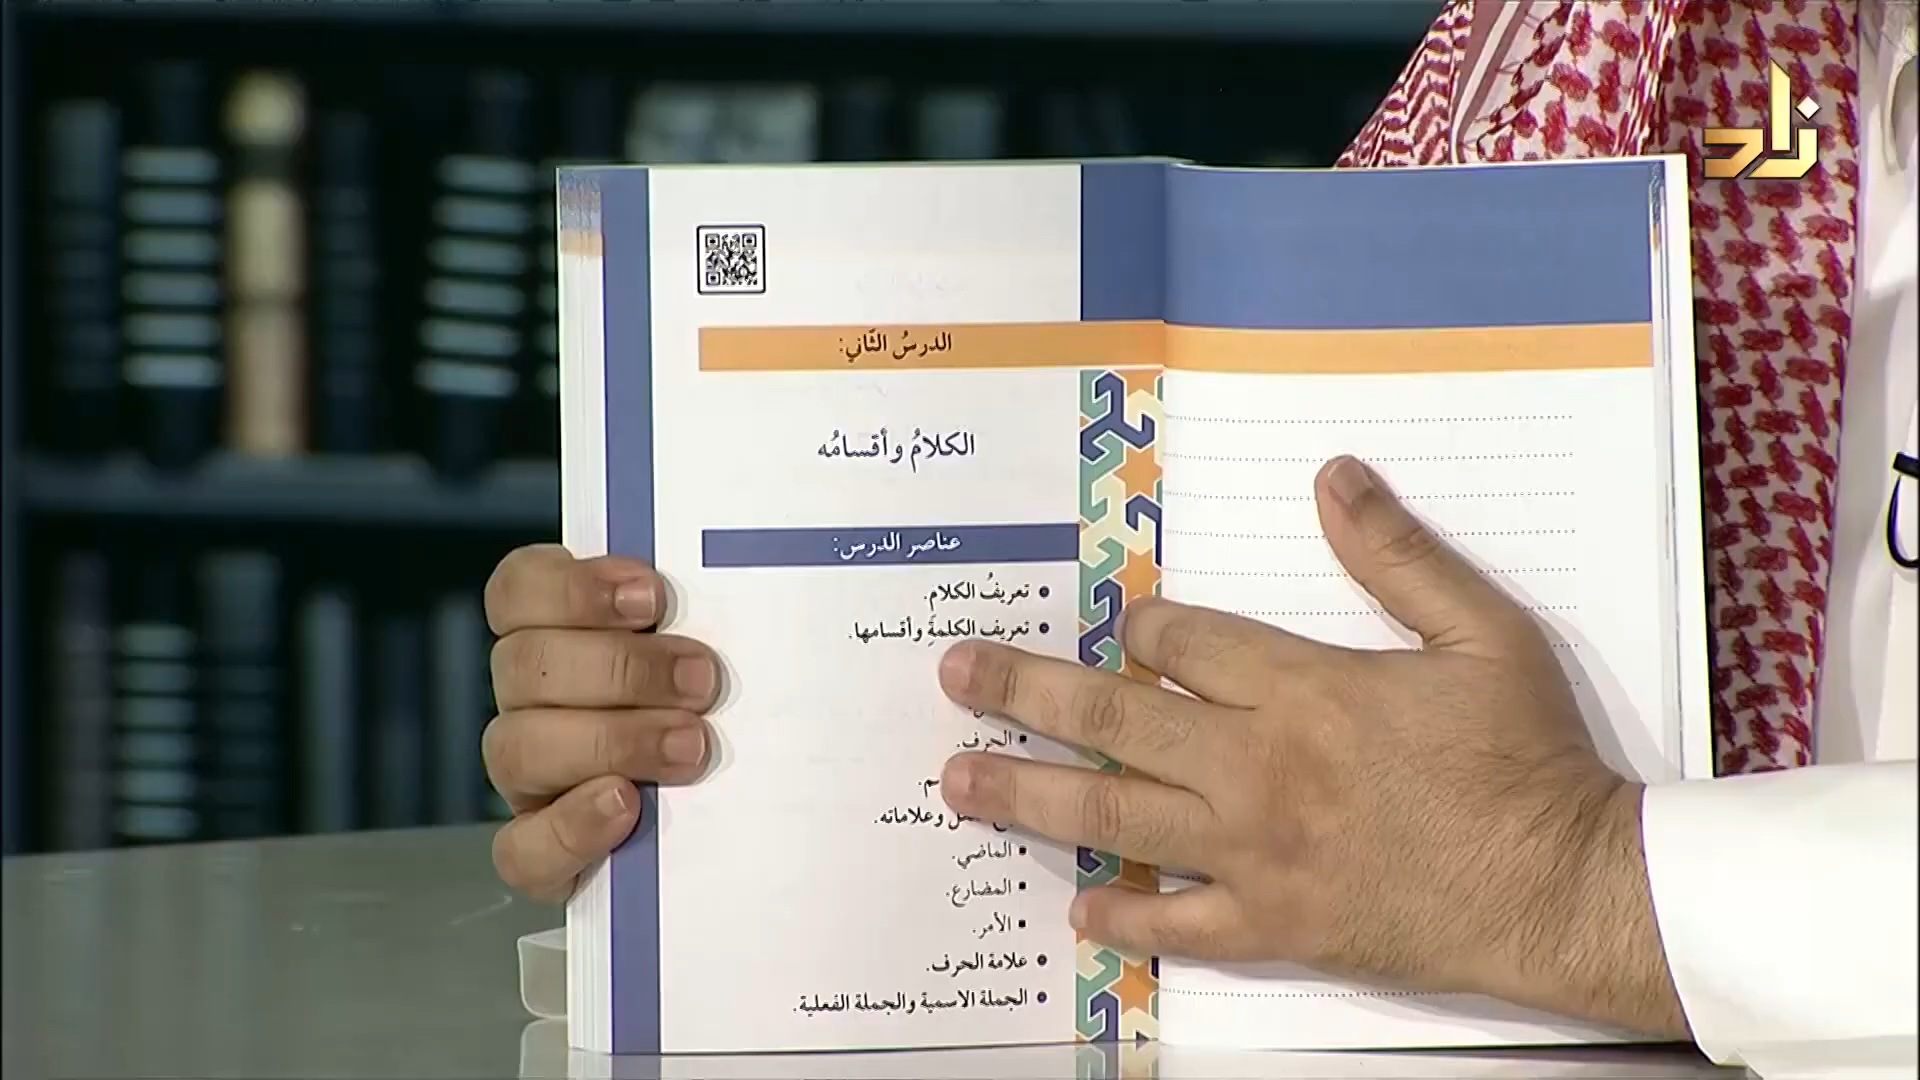 زاد
الدرسُ الثّاني:
الكلامُ وأقسامُه
عناصر الدرس:
• تعريفُ الكلام.
• تعريف الكلمةِ وأقسامها.
▪ الحرف.
وعلاماته.
▪ الماضي.
▪ المضارع.
▪ الأمر.
• علامة الحرف.
• الجملة الاسمية والجملة الفعلية.